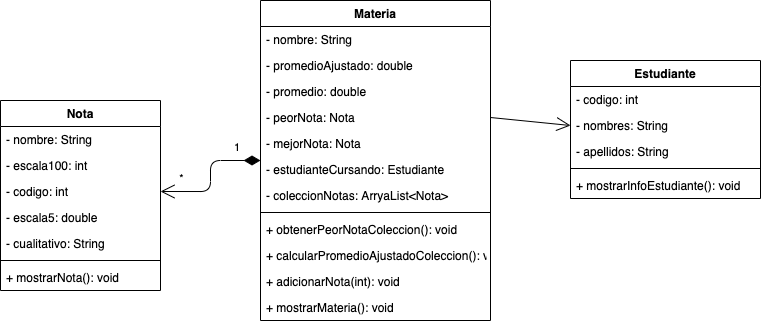 Nota
- nombre: String
- escala100: int
- codigo: int
- escala5: double
- cualitativo: String
+ mostrarNota(): void
*
1
Materia
- nombre: String
- promedioAjustado: double
- promedio: double
- peorNota: Nota
- mejorNota: Nota
- estudianteCursando: Estudiante
- coleccionNotas: ArryaList<Nota>
+ obtenerPeorNotaColeccion(): void
+ calcularPromedioAjustadoColeccion(): v
+ adicionarNota(int): void
+ mostrarMateria(): void
Estudiante
- codigo: int
- nombres: String
- apellidos: String
+ mostrarInfoEstudiante(): void